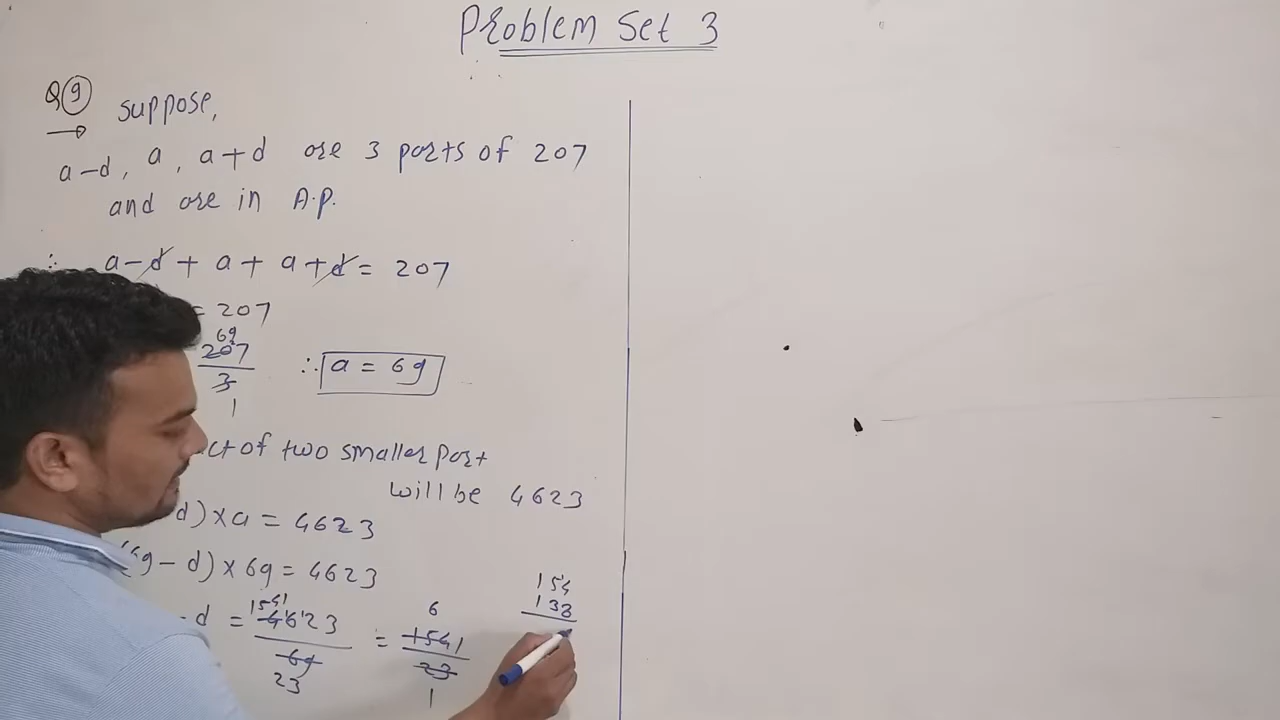 Problem Set 3
Q 9 suppose,
a-d, a, a+d are 3 parts of 207
and are in A.P.
∴ a-d + a + a+d = 207
= 207
69
207
3
1
∴ a = 69
ct of two smaller part
will be 4623
d) × a = 4623
(69 - d) × 69 = 4623
1541
- d = 4623
69
23
6
= 1541
23
1
154
138